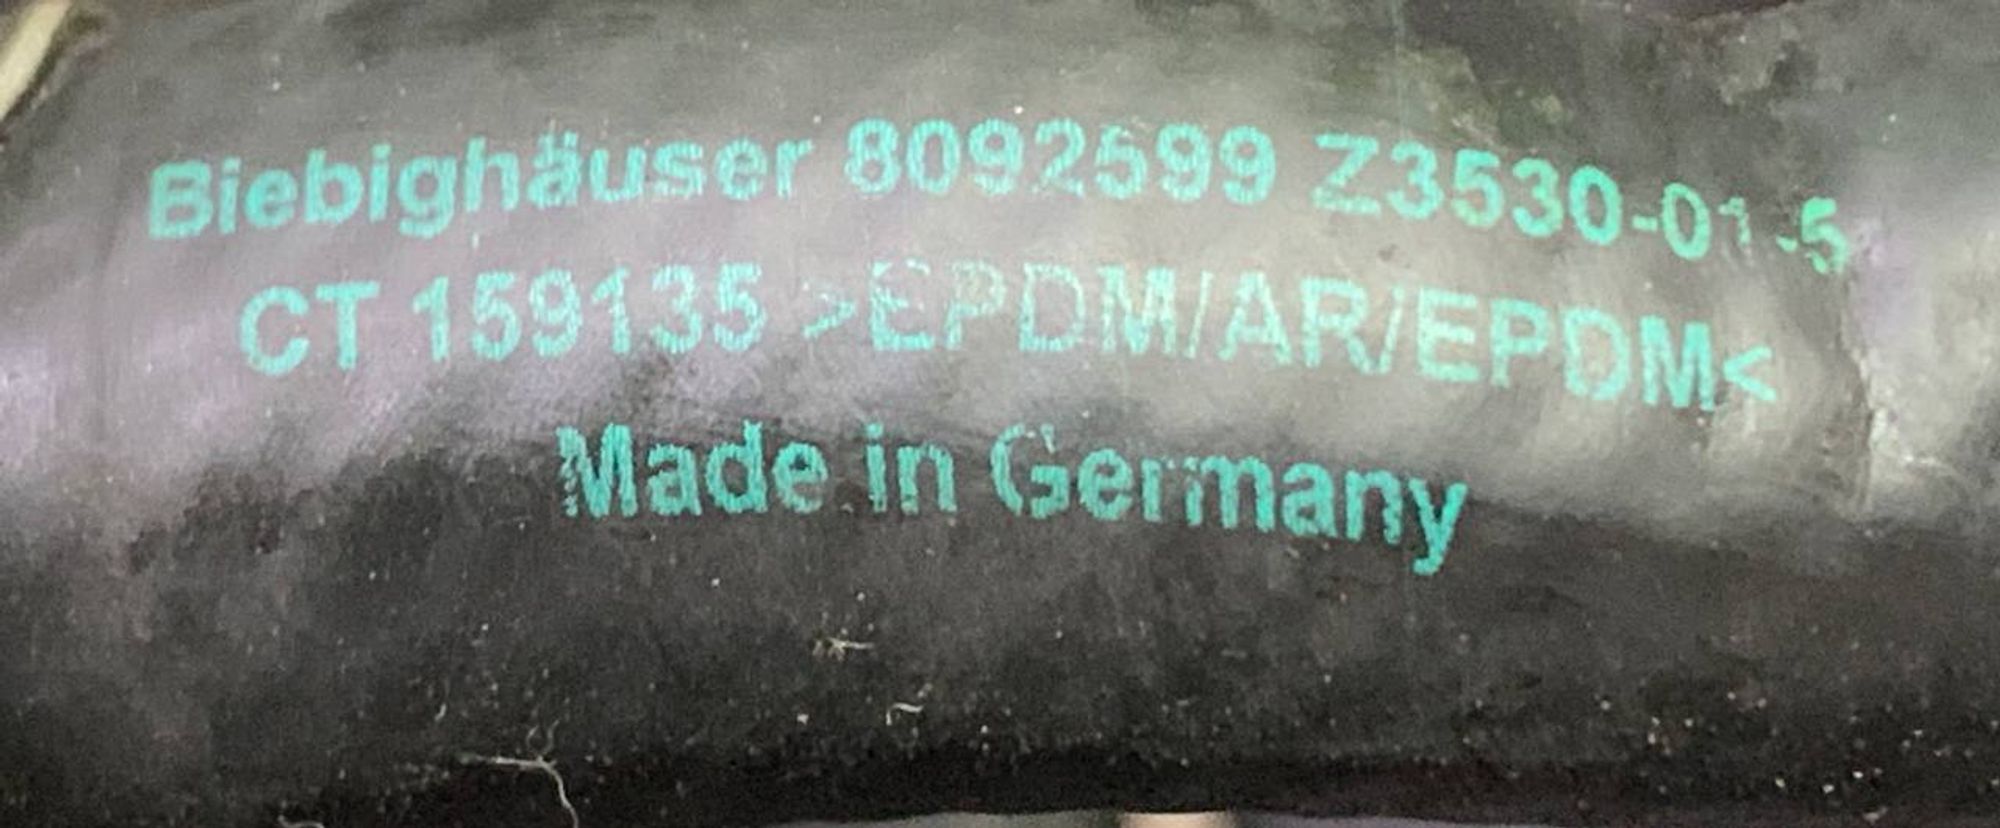 Biebighäuser 8092599 Z3530-01-5
CT 159135 >EPDM/AR/EPDM<
Made in Germany